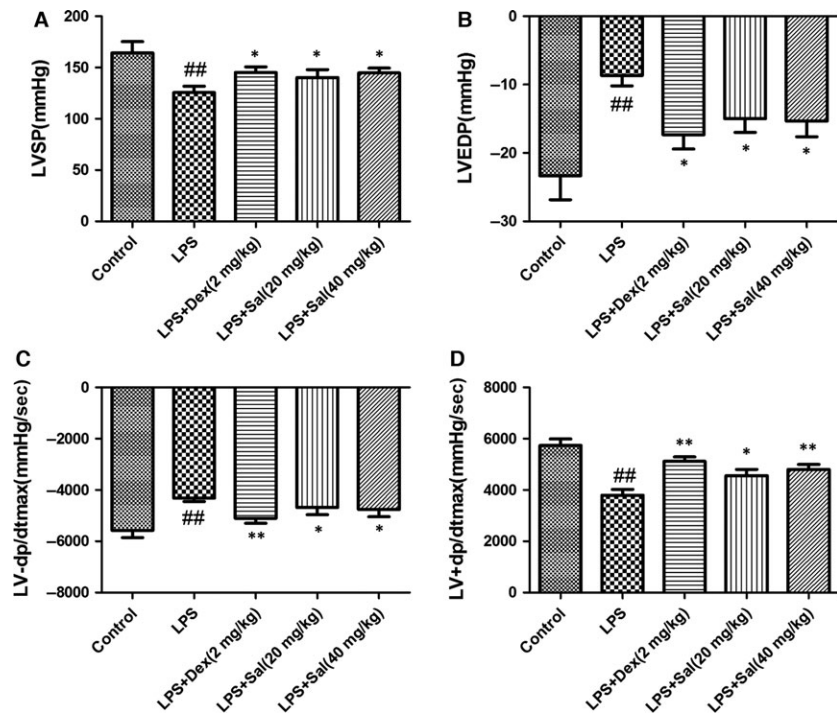 A
LVSP(mmHg)
200
150
100
50
0
##
*
*
*
Control
LPS
LPS+Dex(2 mg/kg)
LPS+Sal(20 mg/kg)
LPS+Sal(40 mg/kg)
B
LVEDP(mmHg)
0
–10
–20
–30
##
*
*
*
Control
LPS
LPS+Dex(2 mg/kg)
LPS+Sal(20 mg/kg)
LPS+Sal(40 mg/kg)
C
LV-dp/dtmax(mmHg/sec)
0
–2000
–4000
–6000
–8000
##
**
*
*
Control
LPS
LPS+Dex(2 mg/kg)
LPS+Sal(20 mg/kg)
LPS+Sal(40 mg/kg)
D
LV+dp/dtmax(mmHg/sec)
8000
6000
4000
2000
0
##
**
*
**
Control
LPS
LPS+Dex(2 mg/kg)
LPS+Sal(20 mg/kg)
LPS+Sal(40 mg/kg)